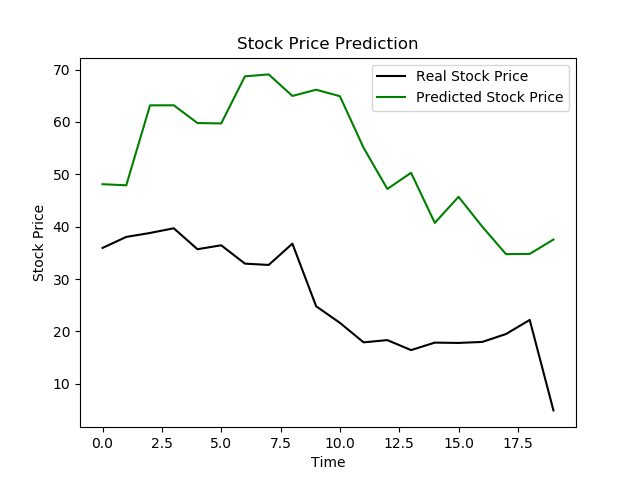 Stock Price Prediction
Real Stock Price
Predicted Stock Price
Stock Price
70
60
50
40
30
20
10
0.0 2.5 5.0 7.5 10.0 12.5 15.0 17.5
Time